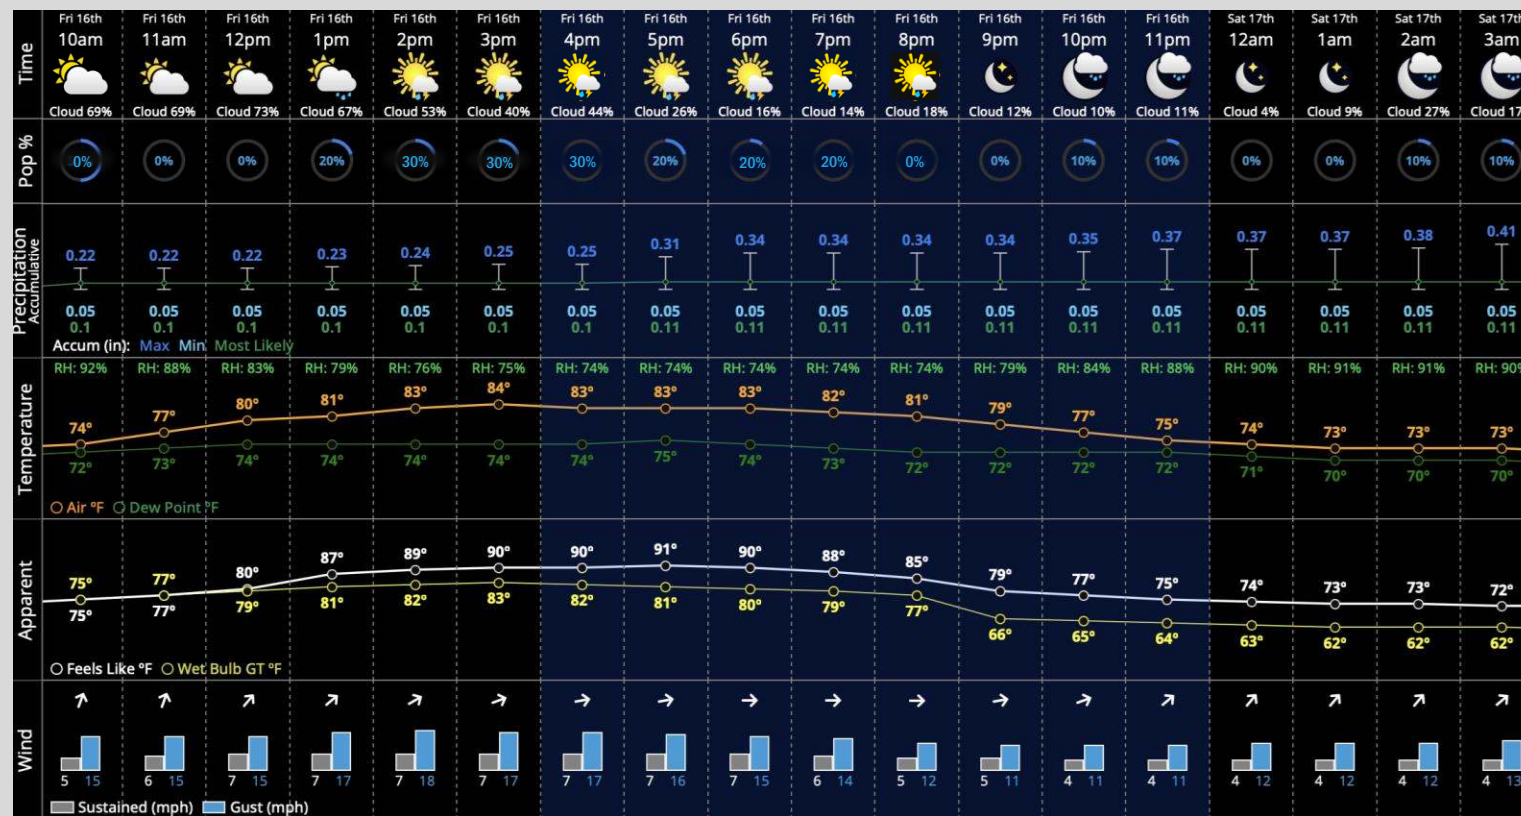 Time
Fri 16th Fri 16th Fri 16th Fri 16th Fri 16th Fri 16th Fri 16th Fri 16th Fri 16th Fri 16th Fri 16th Fri 16th Fri 16th Fri 16th Sat 17th Sat 17th Sat 17th Sat 17th
10am 11am 12pm 1pm 2pm 3pm 4pm 5pm 6pm 7pm 8pm 9pm 10pm 11pm 12am 1am 2am 3am
Cloud 69% Cloud 69% Cloud 73% Cloud 67% Cloud 53% Cloud 40% Cloud 44% Cloud 26% Cloud 16% Cloud 14% Cloud 18% Cloud 12% Cloud 10% Cloud 11% Cloud 4% Cloud 9% Cloud 27% Cloud 17
Pop %
0% 0% 0% 20% 30% 30% 30% 20% 20% 20% 0% 0% 10% 10% 0% 0% 10% 10%
Precipitation
Accumulative
0.22 0.22 0.22 0.23 0.24 0.25 0.25 0.31 0.34 0.34 0.34 0.34 0.35 0.37 0.37 0.37 0.38 0.41
0.05 0.05 0.05 0.05 0.05 0.05 0.05 0.05 0.05 0.05 0.05 0.05 0.05 0.05 0.05 0.05 0.05 0.05
0.1 0.1 0.1 0.1 0.1 0.1 0.1 0.11 0.11 0.11 0.11 0.11 0.11 0.11 0.11 0.11 0.11 0.11
Accum (in): Max Min Most Likely
Temperature
RH: 92% RH: 88% RH: 83% RH: 79% RH: 76% RH: 75% RH: 74% RH: 74% RH: 74% RH: 74% RH: 74% RH: 79% RH: 84% RH: 88% RH: 90% RH: 91% RH: 91% RH: 90%
74° 77° 80° 81° 83° 84° 83° 83° 83° 82° 81° 79° 77° 75° 74° 73° 73° 73°
72° 73° 74° 74° 74° 74° 74° 75° 74° 73° 72° 72° 72° 72° 71° 70° 70° 70°
Air °F Dew Point °F
Apparent
75° 77° 80° 87° 89° 90° 90° 91° 90° 88° 85° 79° 77° 75° 74° 73° 73° 72°
75° 77° 79° 81° 82° 83° 82° 81° 80° 79° 77° 66° 65° 64° 63° 62° 62° 62°
Feels Like °F Wet Bulb GT °F
Wind
5 15 6 15 7 15 7 17 7 18 7 17 7 17 7 16 7 15 6 14 5 12 5 11 4 11 4 11 4 12 4 12 4 12 4 13
Sustained (mph) Gust (mph)